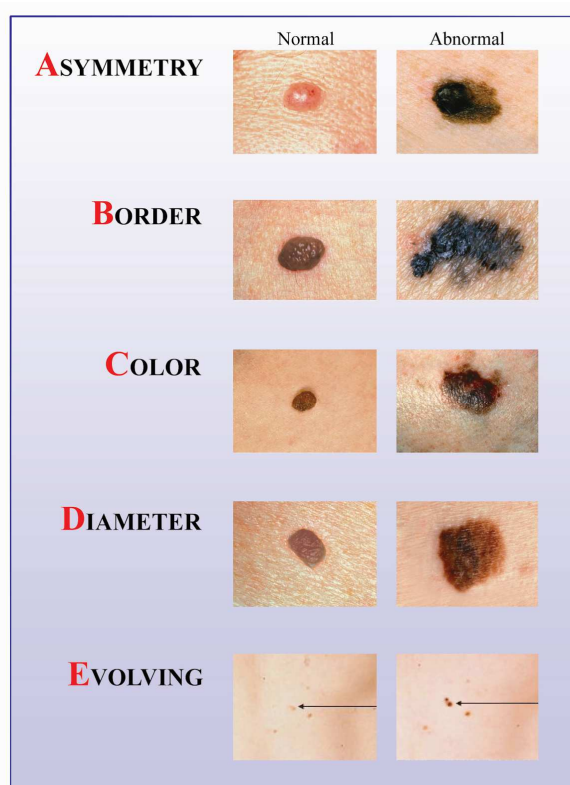 Normal Abnormal
ASYMMETRY
BORDER
COLOR
DIAMETER
EVOLVING